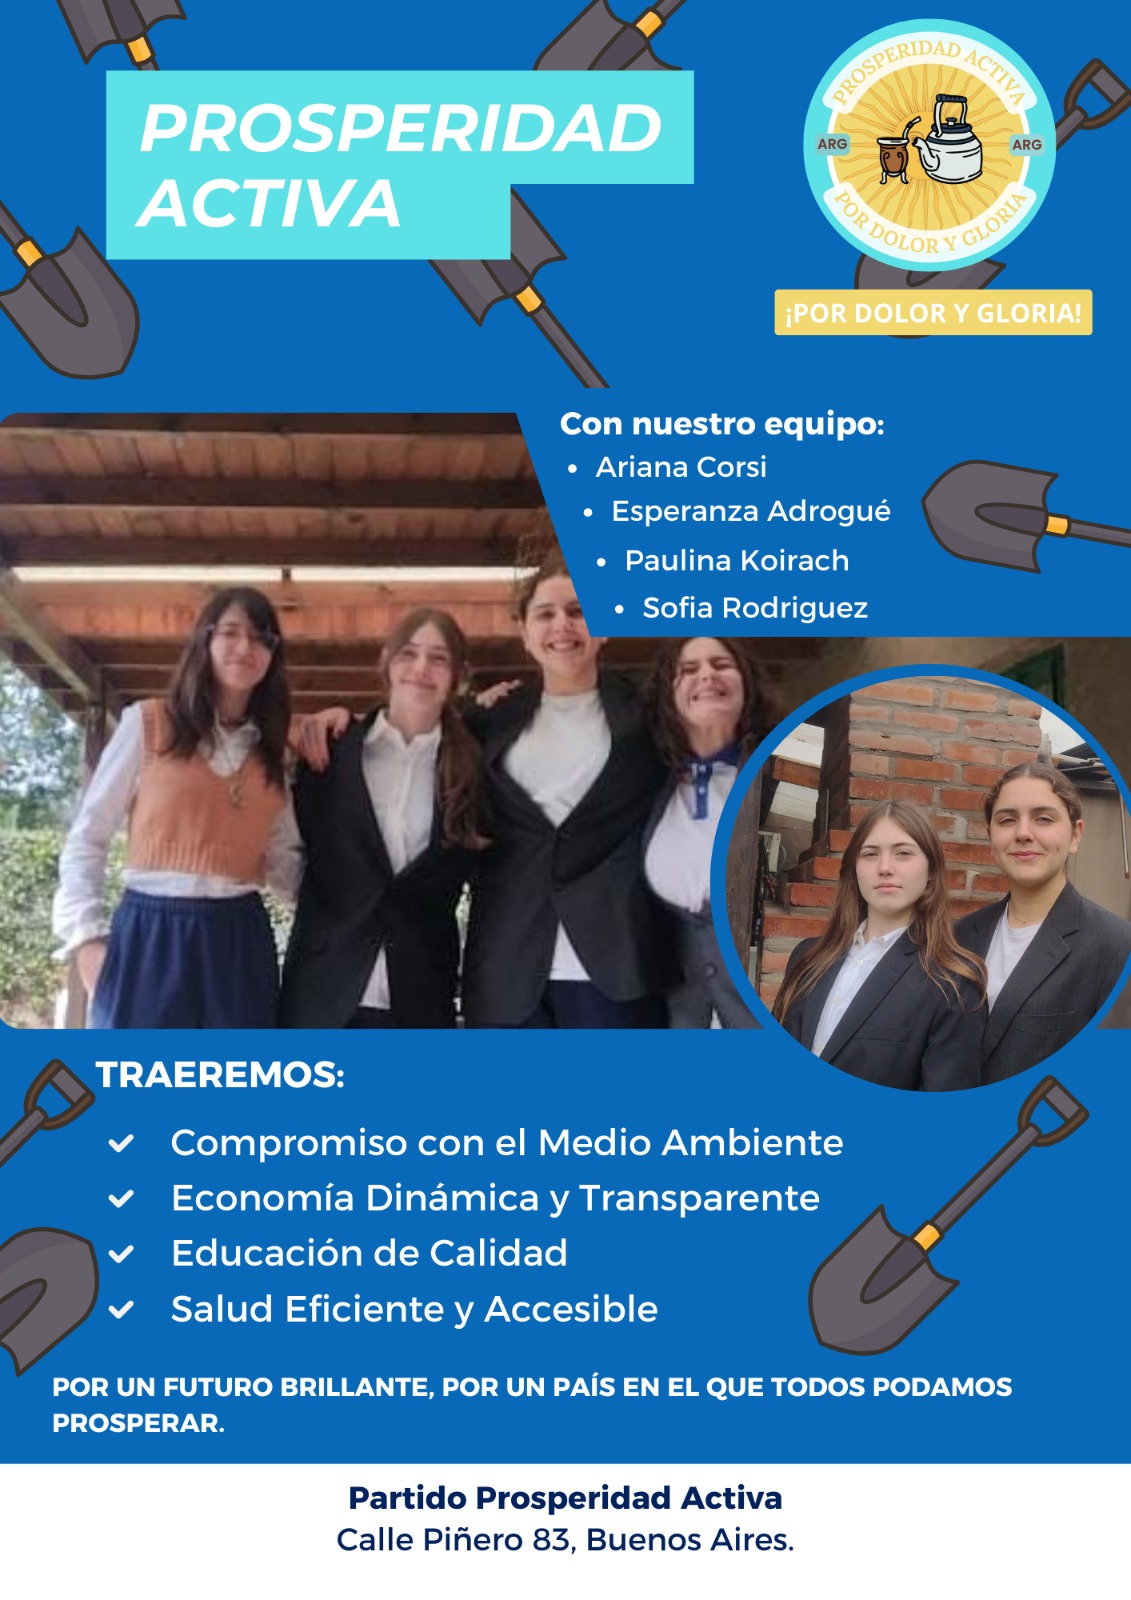 PROSPERIDAD
ACTIVA
PROSPERIDAD ACTIVA
ARG
ARG
POR DOLOR Y GLORIA
¡POR DOLOR Y GLORIA!
Con nuestro equipo:
• Ariana Corsi
• Esperanza Adrogué
• Paulina Koirach
• Sofia Rodriguez
TRAEREMOS:
Compromiso con el Medio Ambiente
Economía Dinámica y Transparente
Educación de Calidad
Salud Eficiente y Accesible
POR UN FUTURO BRILLANTE, POR UN PAÍS EN EL QUE TODOS PODAMOS
PROSPERAR.
Partido Prosperidad Activa
Calle Piñero 83, Buenos Aires.